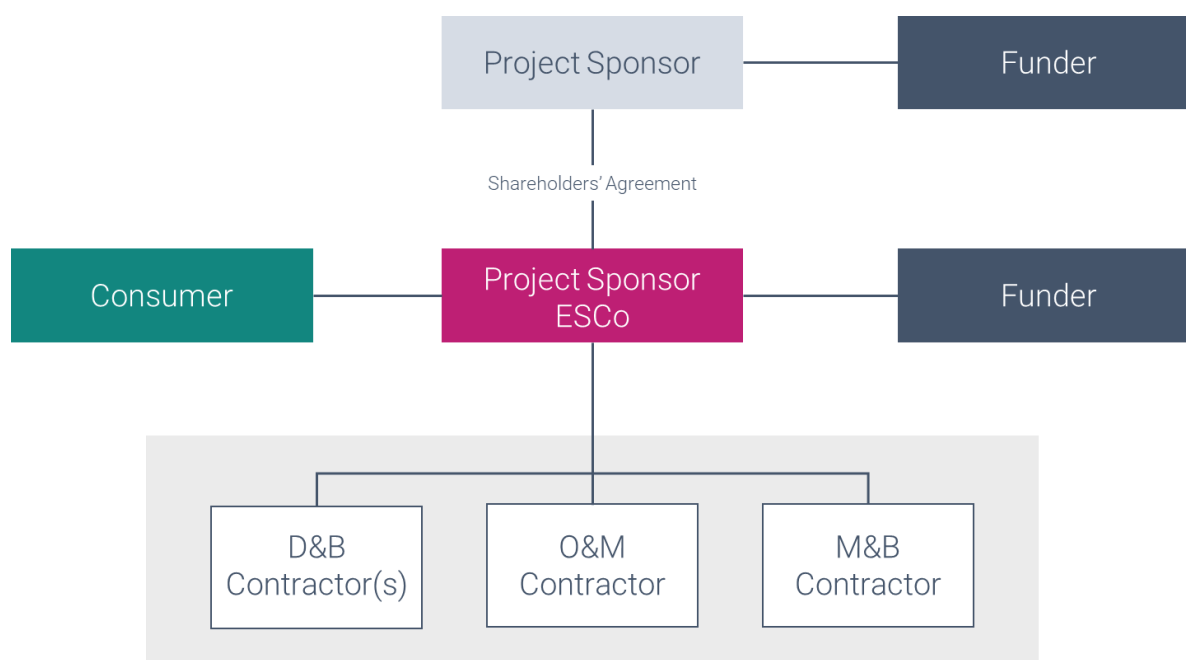 Project Sponsor
Funder
Shareholders' Agreement
Consumer
Project Sponsor
ESCo
Funder
D&B
Contractor(s)
O&M
Contractor
M&B
Contractor